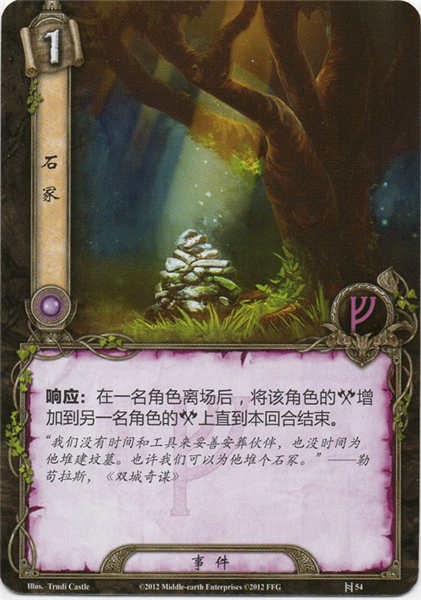 1
石冢
响应：在一名角色离场后，将该角色的增
加到另一名角色的上直到本回合结束。
“我们没有时间和工具来妥善安葬伙伴，也没时间为
他堆建坟墓。也许我们可以为他堆个石冢。”——勒
苟拉斯，《双城奇谋》
事件
Illus. Trudi Castle
©2012 Middle-earth Enterprises ©2012 FFG
54